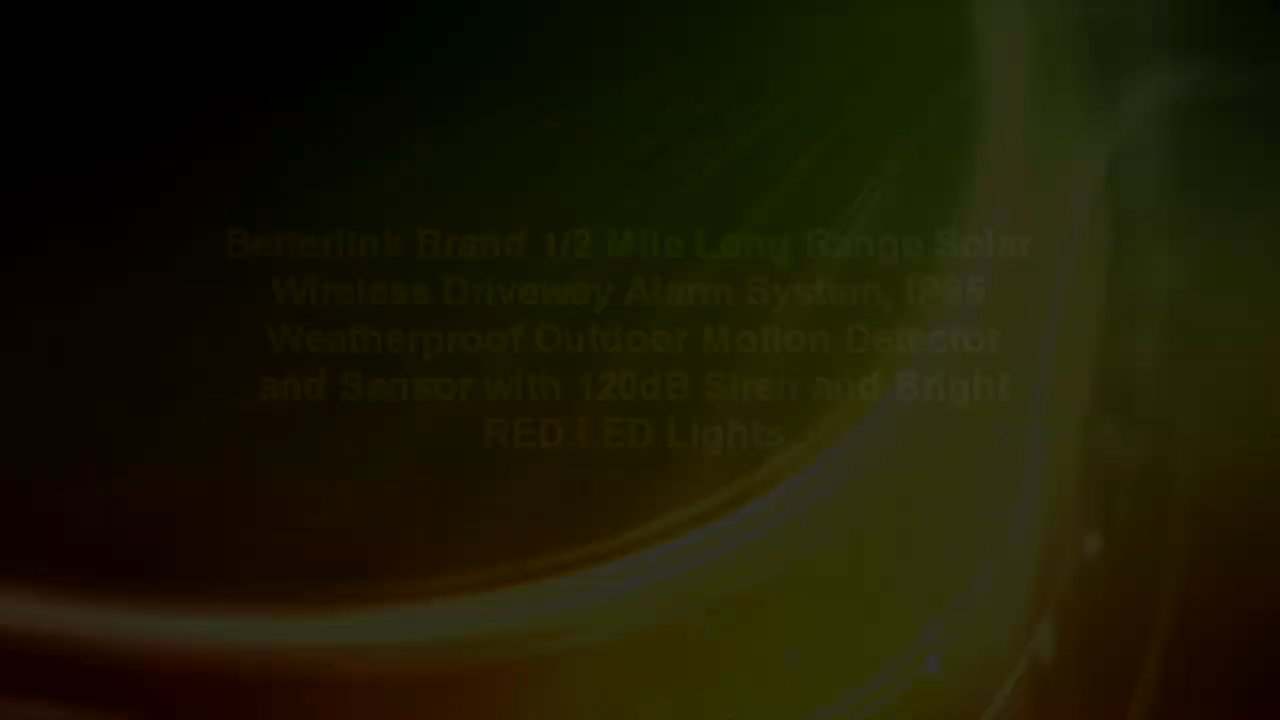 Betterlink Brand 1/2 Mile Long Range Solar
Wireless Driveway Alarm System, IP65
Weatherproof Outdoor Motion Detector
and Sensor with 120dB Siren and Bright
RED LED Lights